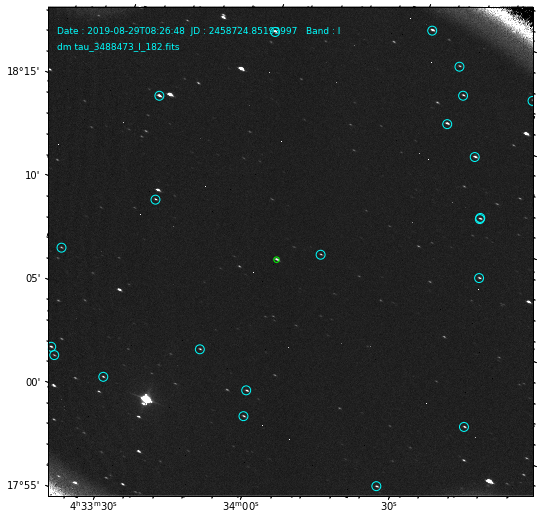 Date : 2019-08-29T08:26:48 JD : 2458724.85193997 Band : I
dm tau_3488473_I_182.fits
18°15'
10'
05'
00'
17°55'
4ʰ33ᵐ30ˢ 34ᵐ00ˢ 30ˢ